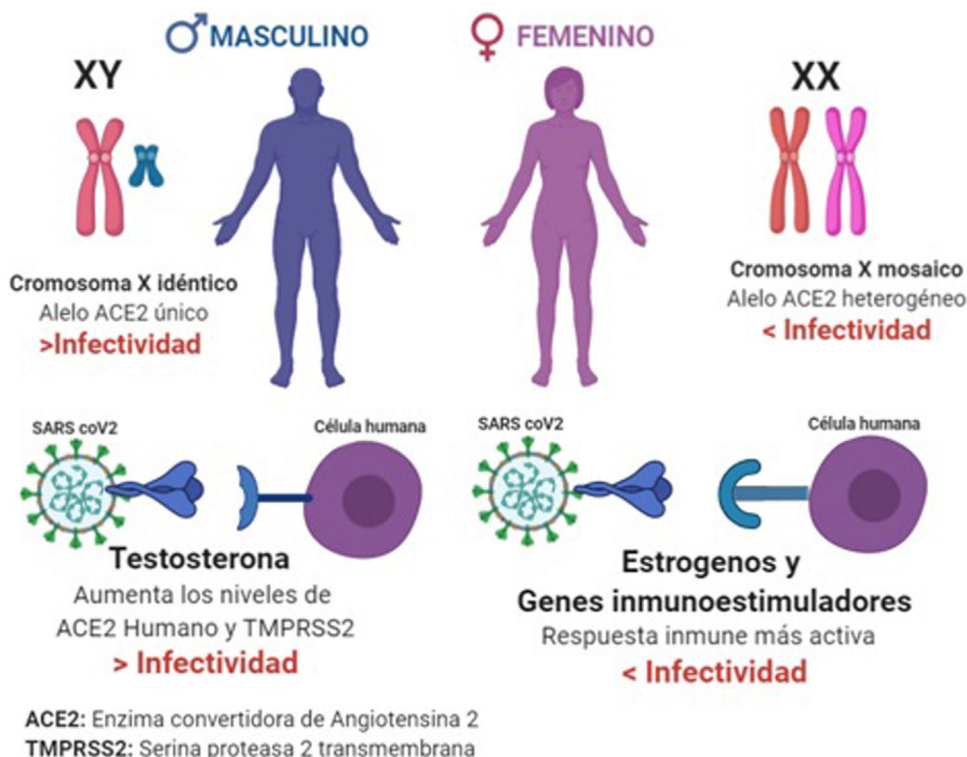 MASCULINO
FEMENINO
XY
XX
Cromosoma X idéntico
Alelo ACE2 único
>Infectividad
Cromosoma X mosaico
Alelo ACE2 heterogéneo
< Infectividad
SARS coV2
Célula humana
SARS coV2
Célula humana
Testosterona
Aumenta los niveles de
ACE2 Humano y TMPRSS2
> Infectividad
Estrogenos y
Genes inmunoestimuladores
Respuesta inmune más activa
< Infectividad
ACE2: Enzima convertidora de Angiotensina 2
TMPRSS2: Serina proteasa 2 transmembrana